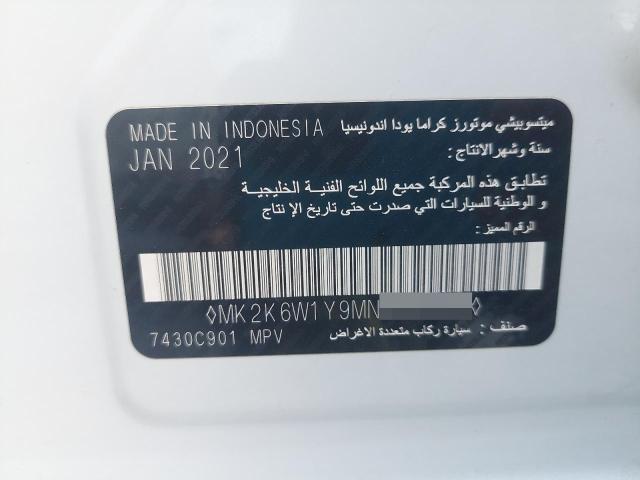 MADE IN INDONESIA ميتسوبيشي موتورز كراما يودا اندونيسيا
JAN 2021 سنة وشهر الانتاج :
تطابق هذه المركبة جميع اللوائح الفنية الخليجية
و الوطنية للسيارات التي صدرت حتى تاريخ الإ نتاج
الرقم المميز :
◊MK2K6W1Y9MN ◊
7430C901 MPV صنف : سيارة ركاب متعددة الاغراض